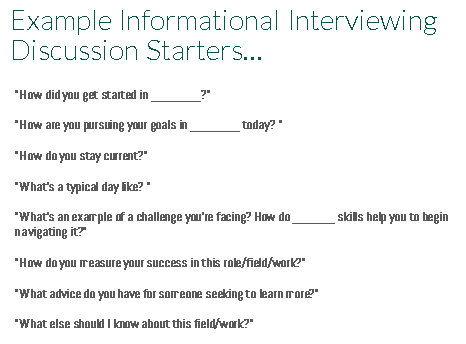 Example Informational Interviewing
Discussion Starters...
"How did you get started in ________?"
"How are you pursuing your goals in ________ today? "
"How do you stay current?"
"What's a typical day like? "
"What's an example of a challenge you're facing? How do _______ skills help you to begin
navigating it?"
"How do you measure your success in this role/field/work?"
"What advice do you have for someone seeking to learn more?"
"What else should I know about this field/work?"